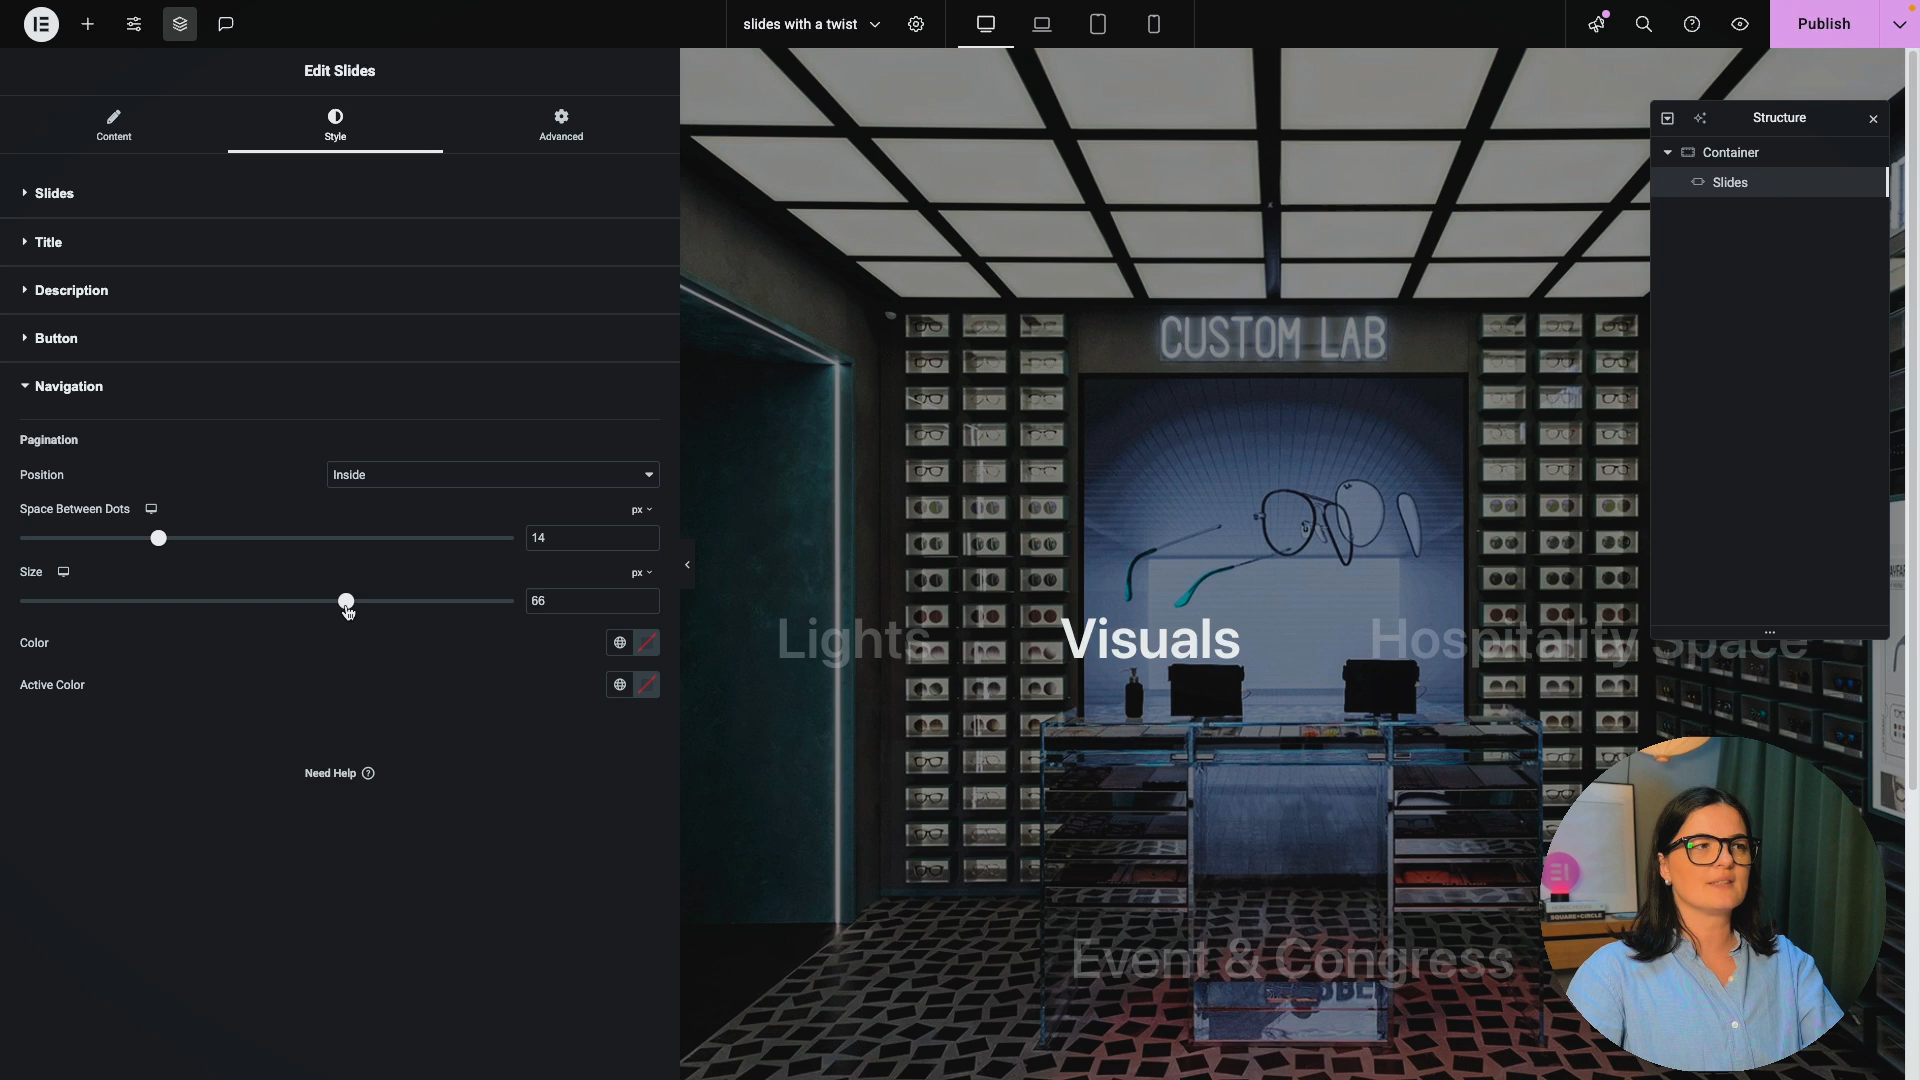 slides with a twist
Publish
Edit Slides
Content
Style
Advanced
Slides
Title
Description
Button
Navigation
Pagination
Position
Inside
Space Between Dots
px
14
Size
px
66
Color
Active Color
Need Help
Structure
Container
Slides
CUSTOM LAB
Lights
Visuals
Hospitality Space
Event & Congress
SQUARE+CIRCLE